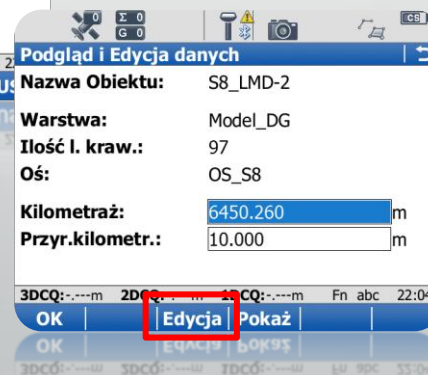 Σ 0
G 0
0
CS
Podgląd i Edycja danych
Nazwa Obiektu: S8_LMD-2
Warstwa: Model_DG
Ilość l. kraw.: 97
Oś: OS_S8
Kilometraż: 6450.260 m
Przyr.kilometr.: 10.000 m
3DCQ:-.---m 2DCQ:-.---m 1DCQ:-.---m Fn abc 22:04
OK Edycja Pokaż